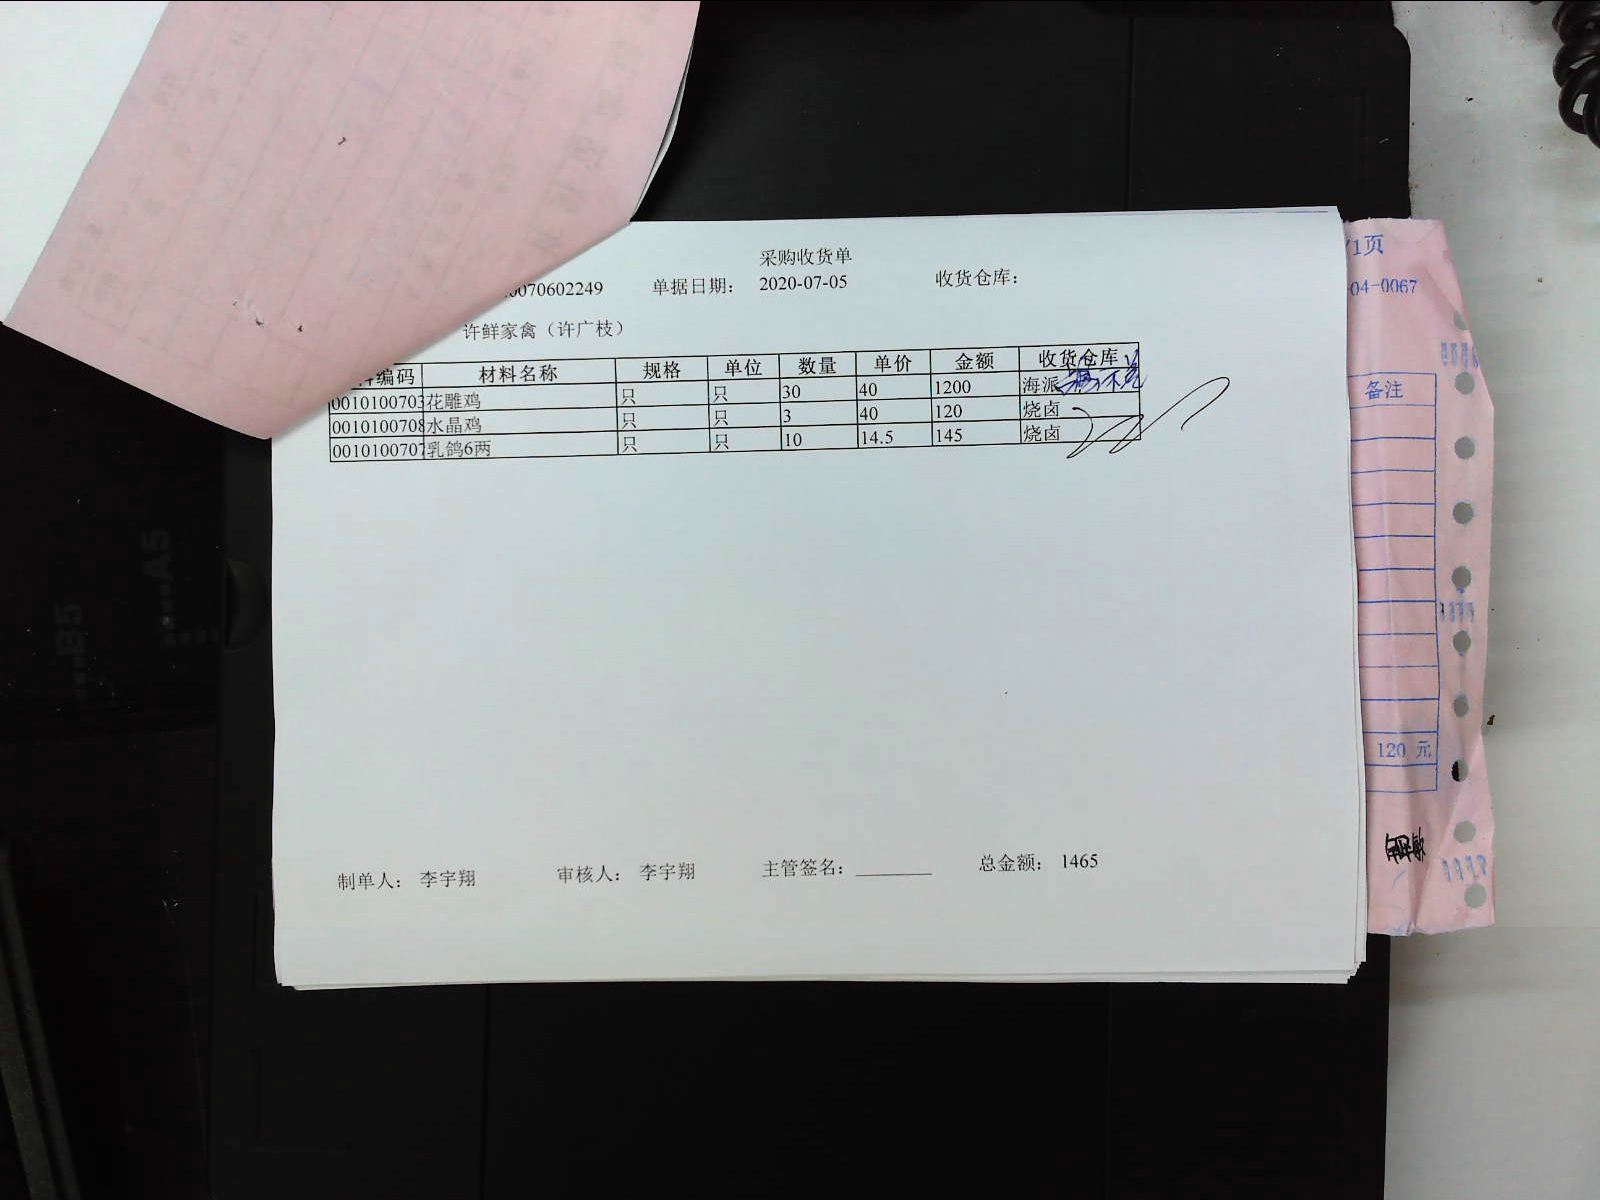 采购收货单
0070602249 单据日期： 2020-07-05 收货仓库：
许鲜家禽（许广枝）
编码 材料名称 规格 单位 数量 单价 金额 收货仓库
0010100703 花雕鸡 只 只 30 40 1200 海派
0010100708 水晶鸡 只 只 3 40 120 烧卤
0010100707 乳鸽6两 只 只 10 14.5 145 烧卤
制单人： 李宇翔 审核人： 李宇翔 主管签名： 总金额： 1465
/1页
-04-0067
备注
120 元
B5
A5